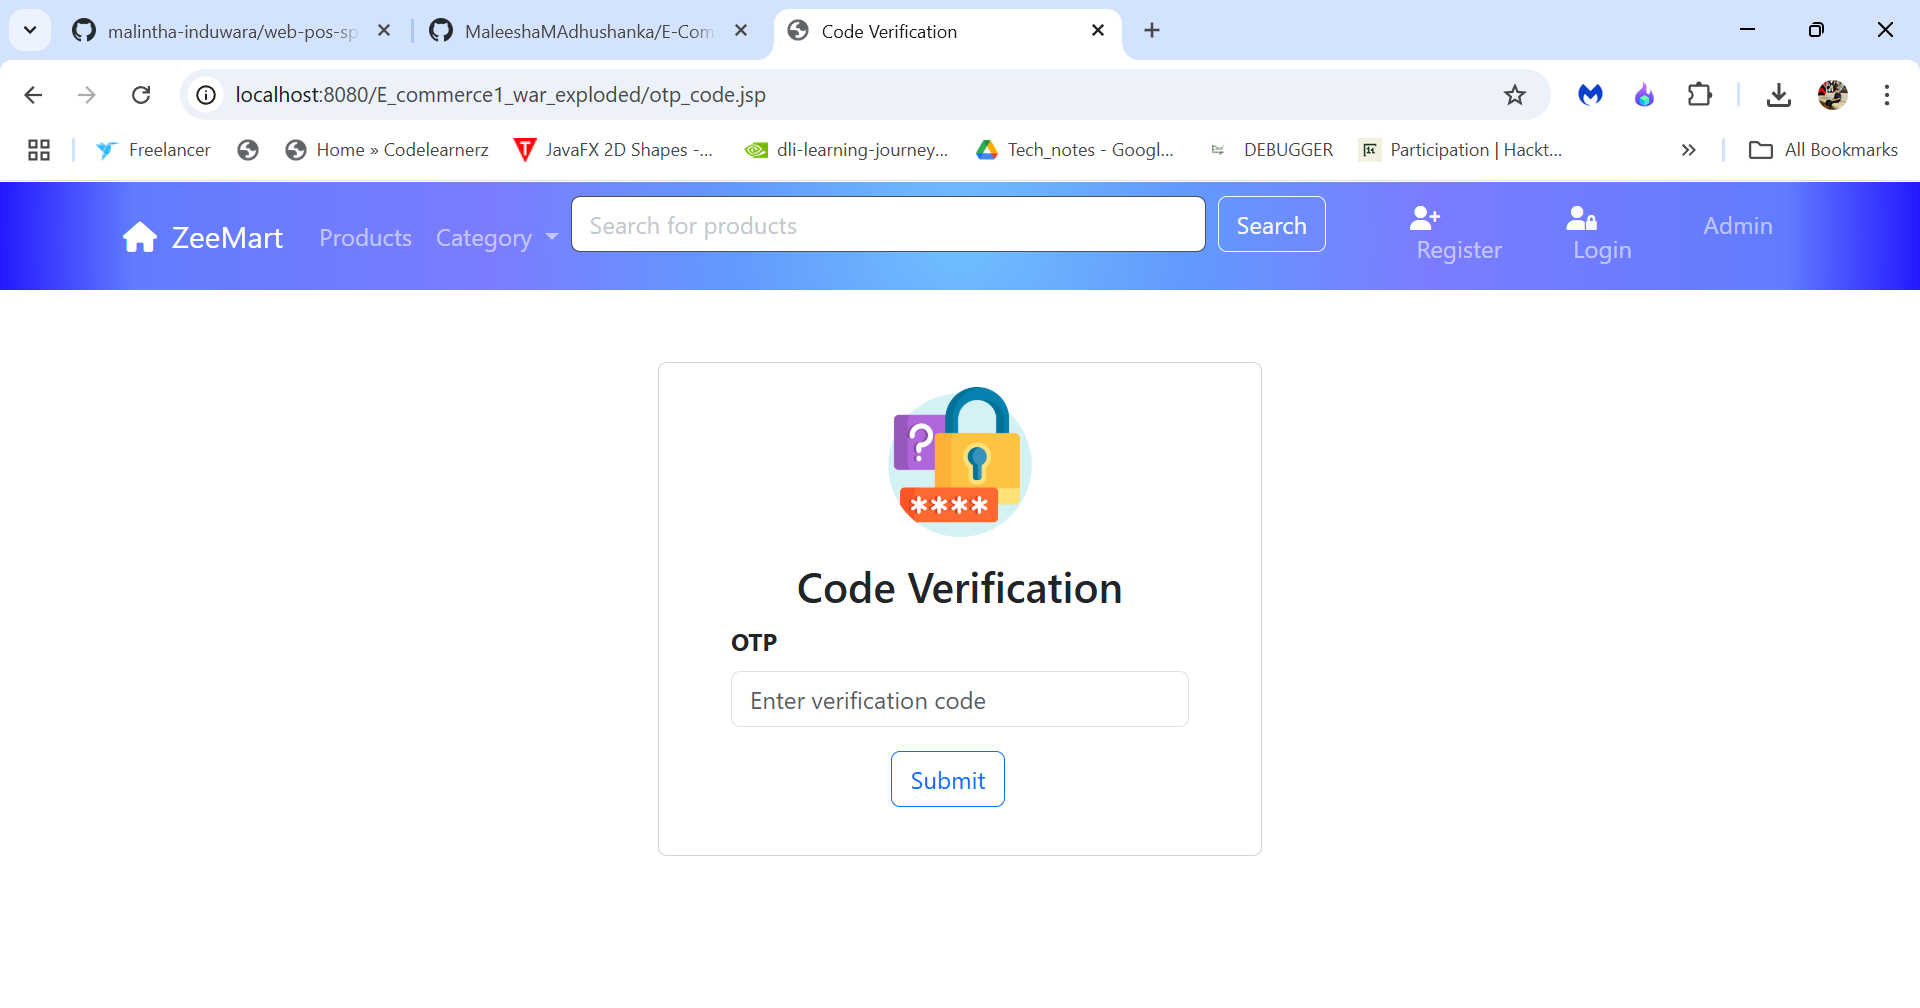 malintha-induwara/web-pos-sp
MaleeshaMAdhushanka/E-Com
Code Verification
localhost:8080/E_commerce1_war_exploded/otp_code.jsp
Freelancer
Home » Codelearnerz
JavaFX 2D Shapes -...
dli-learning-journey...
Tech_notes - Googl...
DEBUGGER
Participation | Hackt...
All Bookmarks
ZeeMart
Products
Category
Search for products
Search
Register
Login
Admin
?
****
Code Verification
OTP
Enter verification code
Submit